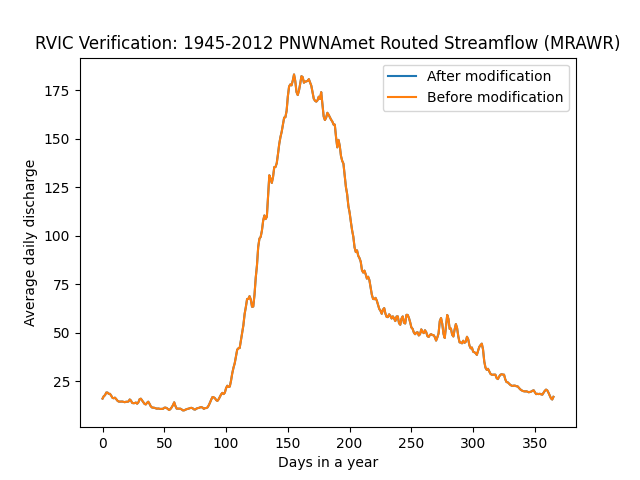 RVIC Verification: 1945-2012 PNWNAmet Routed Streamflow (MRAWR)
After modification
Before modification
Average daily discharge
175
150
125
100
75
50
25
0 50 100 150 200 250 300 350
Days in a year